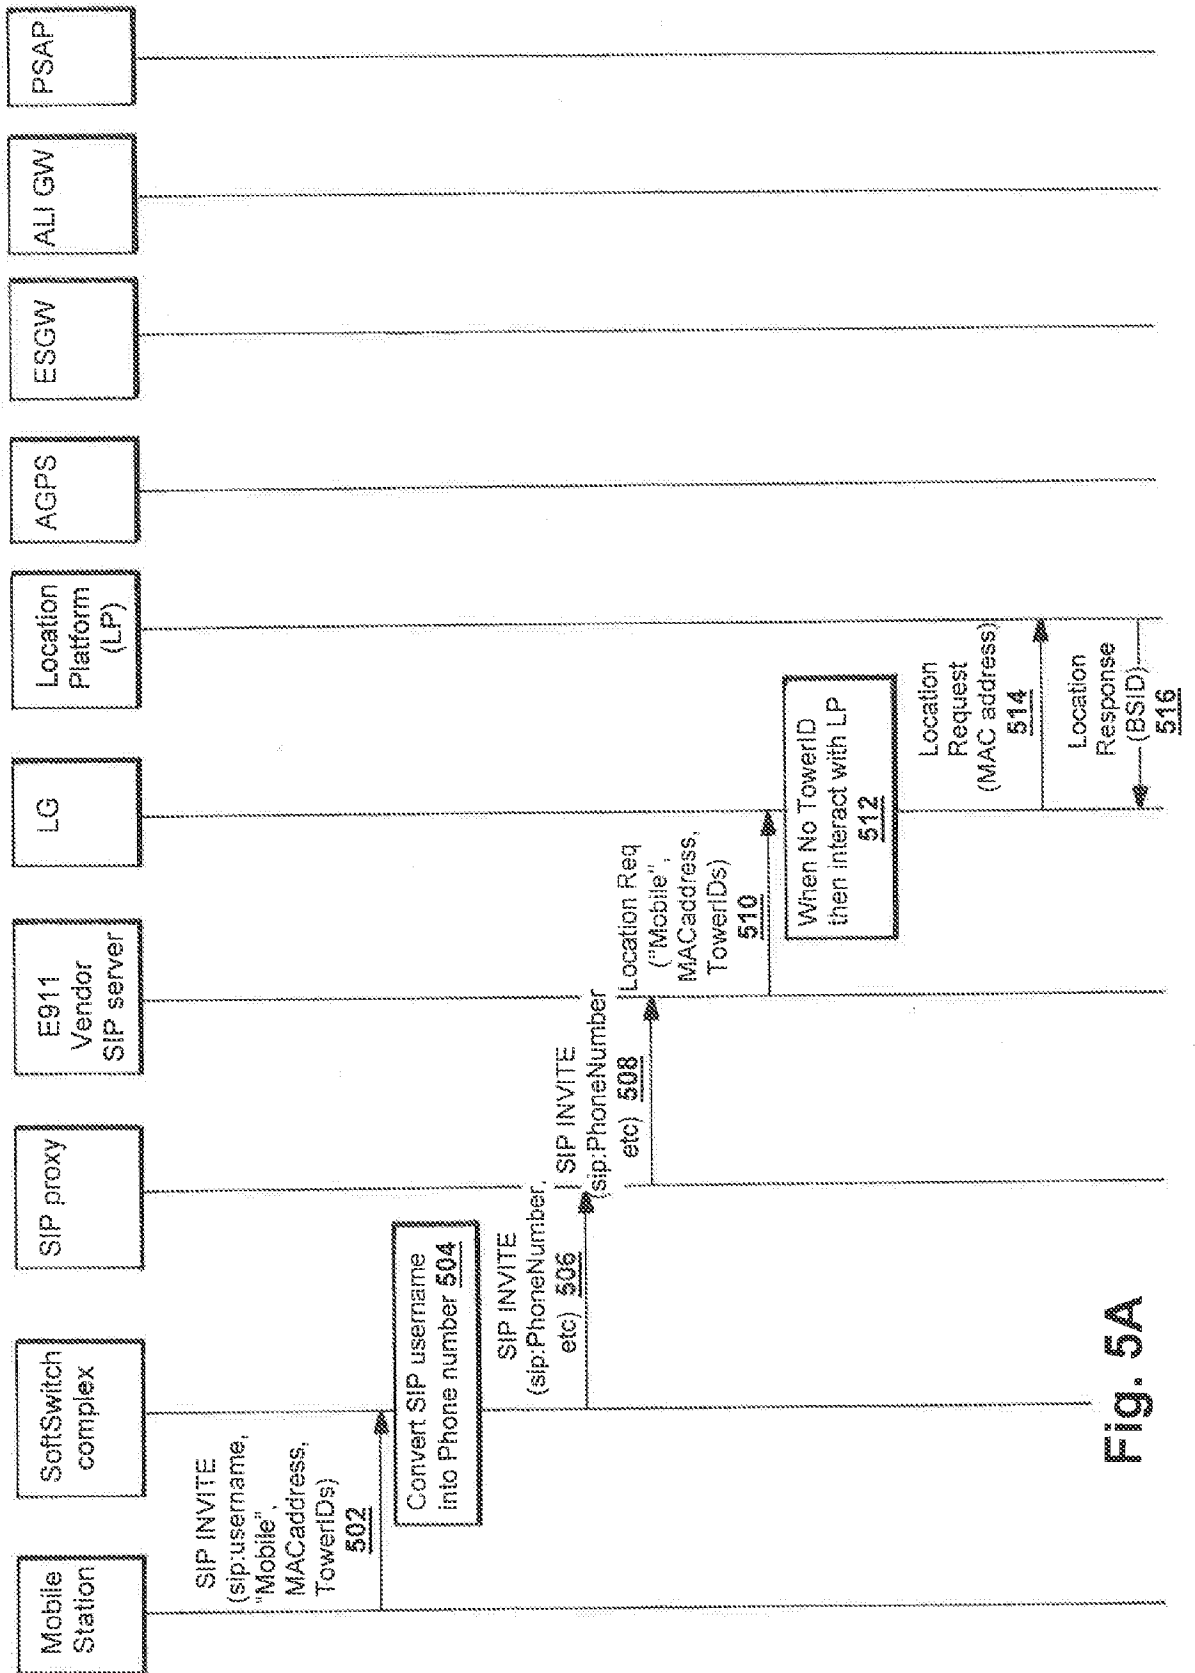 Mobile
Station
SoftSwitch
complex
SIP proxy
E911
Vendor
SIP server
LG
Location
Platform
(LP)
AGPS
ESGW
ALI GW
PSAP
SIP INVITE
(sip:username,
"Mobile",
MACaddress,
TowerIDs)
502
Convert SIP username
into Phone number 504
SIP INVITE
(sip:PhoneNumber,
etc) 506
SIP INVITE
(sip:PhoneNumber
etc) 508
Location Req
("Mobile",
MACaddress,
TowerIDs)
510
When No TowerID
then interact with LP
512
Location
Request
(MAC address)
514
Location
Response
(BSID)
516
Fig. 5A